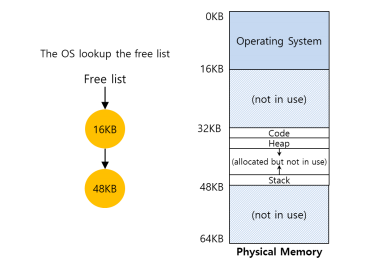 The OS lookup the free list
Free list
16KB
48KB
0KB
Operating System
16KB
(not in use)
32KB
Code
Heap
(allocated but not in use)
Stack
48KB
(not in use)
64KB
Physical Memory